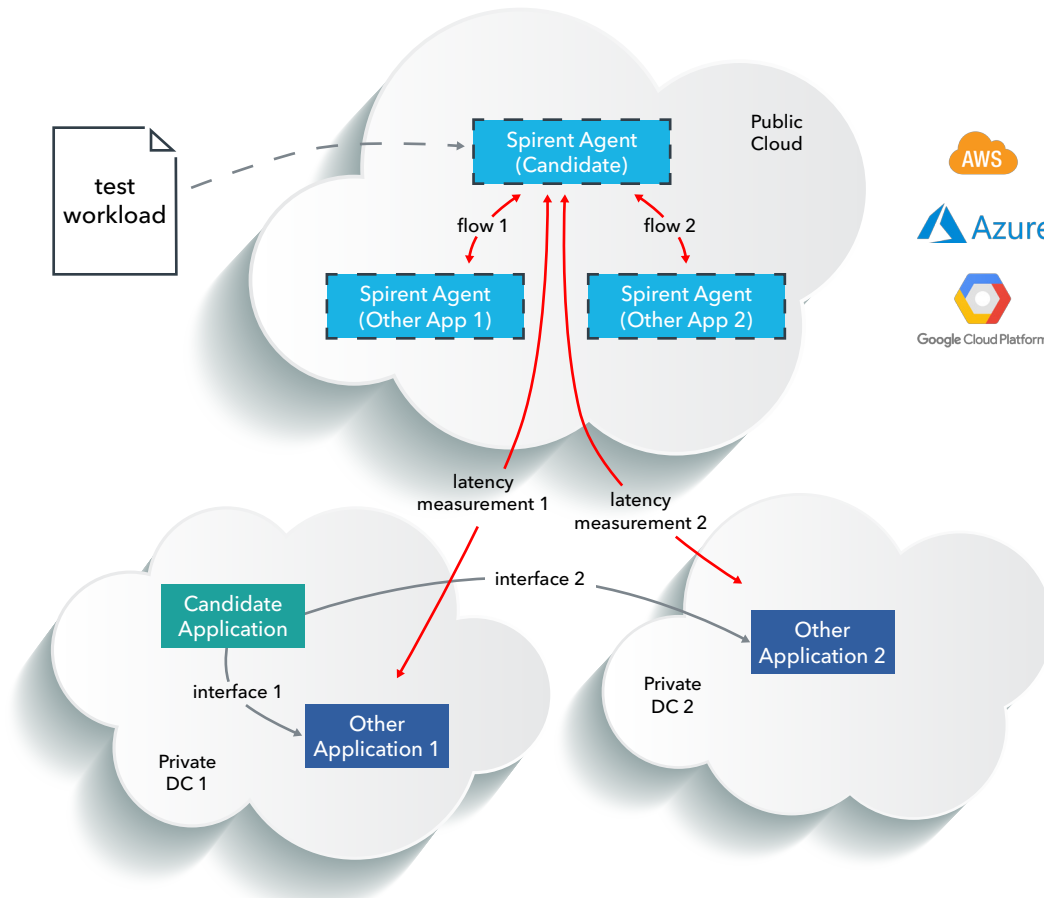 test
workload
Spirent Agent
(Candidate)
Public
Cloud
AWS
Azure
Google Cloud Platform
flow 1
flow 2
Spirent Agent
(Other App 1)
Spirent Agent
(Other App 2)
latency
measurement 1
latency
measurement 2
Candidate
Application
interface 2
interface 1
Other
Application 1
Private
DC 1
Other
Application 2
Private
DC 2